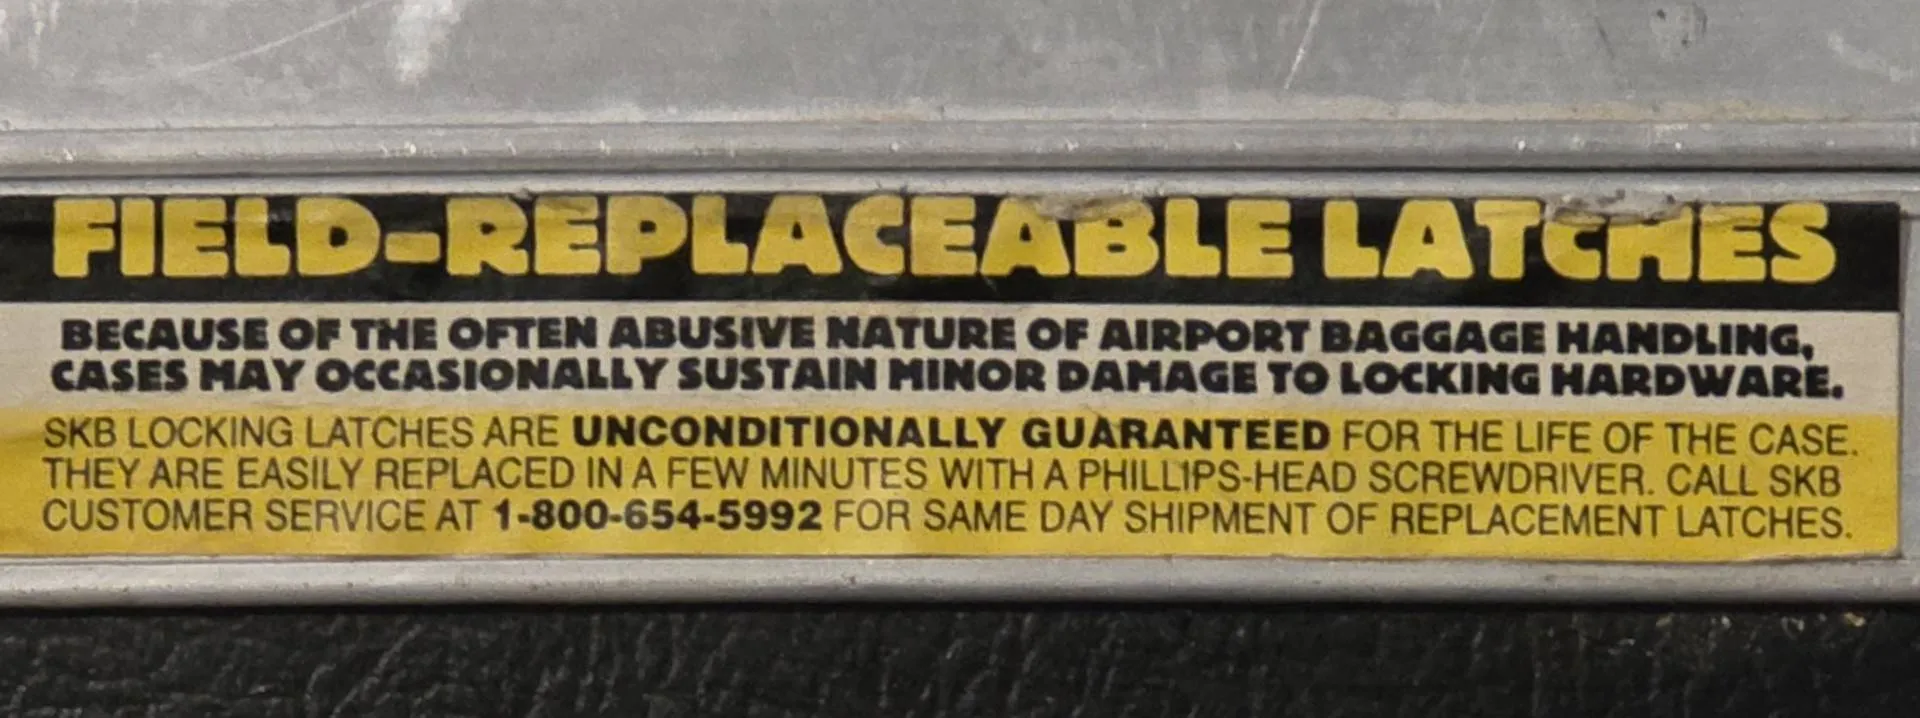 FIELD-REPLACEABLE LATCHES
BECAUSE OF THE OFTEN ABUSIVE NATURE OF AIRPORT BAGGAGE HANDLING,
CASES MAY OCCASIONALLY SUSTAIN MINOR DAMAGE TO LOCKING HARDWARE.
SKB LOCKING LATCHES ARE UNCONDITIONALLY GUARANTEED FOR THE LIFE OF THE CASE.
THEY ARE EASILY REPLACED IN A FEW MINUTES WITH A PHILLIPS-HEAD SCREWDRIVER. CALL SKB
CUSTOMER SERVICE AT 1-800-654-5992 FOR SAME DAY SHIPMENT OF REPLACEMENT LATCHES.